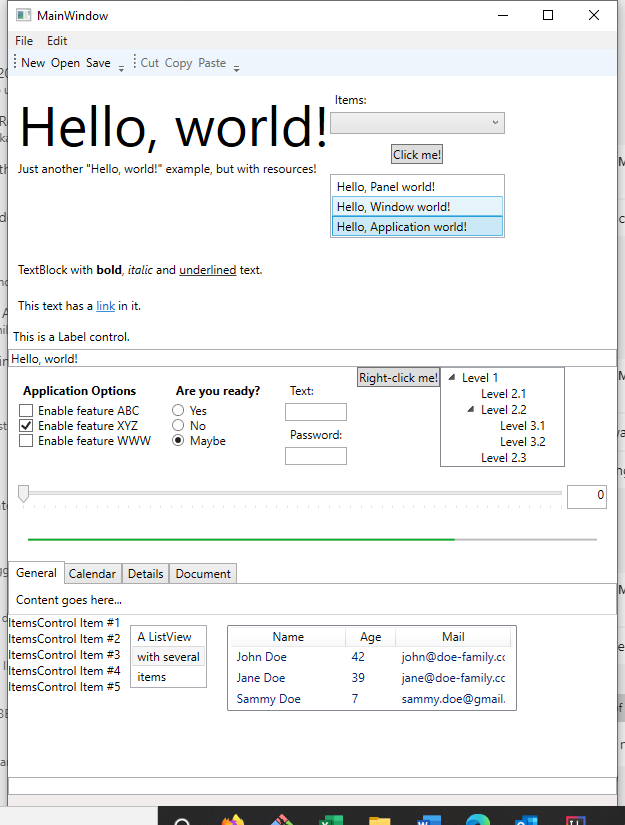 MainWindow
File Edit
New Open Save Cut Copy Paste
Hello, world!
Just another "Hello, world!" example, but with resources!
Items:
Click me!
Hello, Panel world!
Hello, Window world!
Hello, Application world!
TextBlock with bold, italic and underlined text.
This text has a link in it.
This is a Label control.
Hello, world!
Application Options
Enable feature ABC
Enable feature XYZ
Enable feature WWW
Are you ready?
Yes
No
Maybe
Text:
Password:
Right-click me!
Level 1
Level 2.1
Level 2.2
Level 3.1
Level 3.2
Level 2.3
0
General Calendar Details Document
Content goes here...
ItemsControl Item #1
ItemsControl Item #2
ItemsControl Item #3
ItemsControl Item #4
ItemsControl Item #5
A ListView
with several
items
Name Age Mail
John Doe 42 john@doe-family.cc
Jane Doe 39 jane@doe-family.cc
Sammy Doe 7 sammy.doe@gmail.